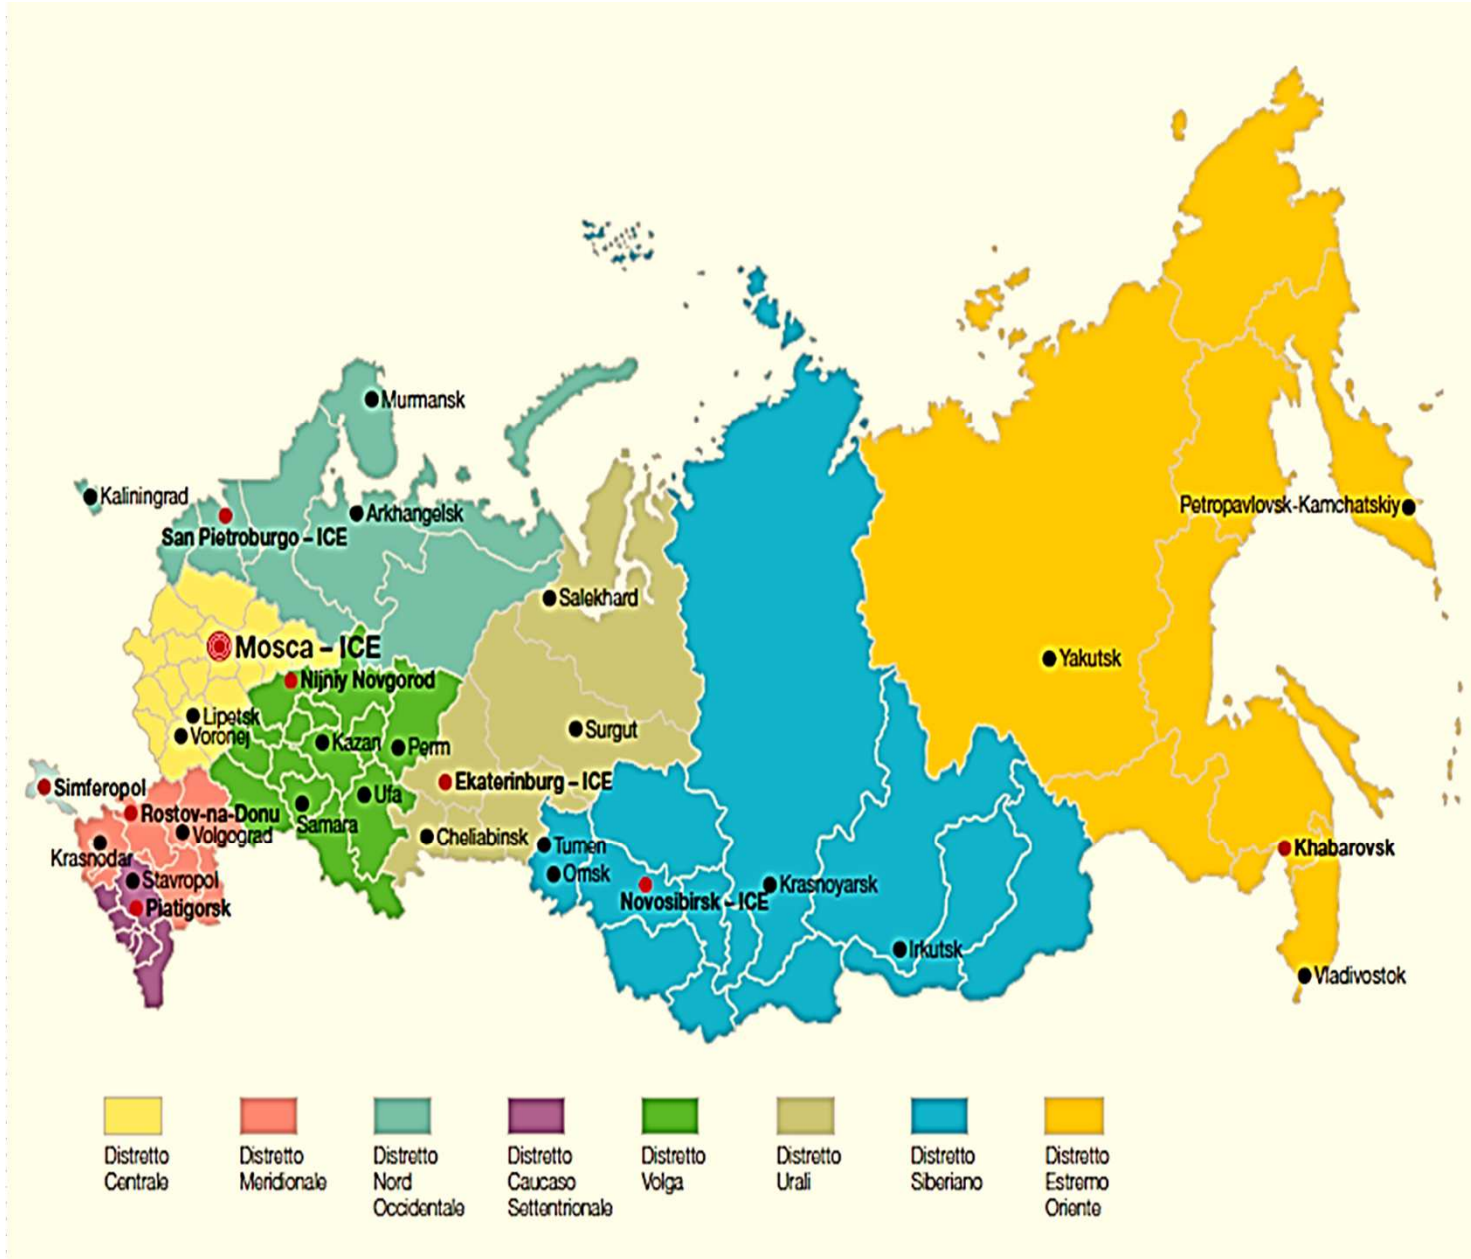 Murmansk
Kaliningrad
Arkhangelsk
San Pietroburgo – ICE
Petropavlovsk-Kamchatskiy
Salekhard
Mosca – ICE
Yakutsk
Nijniy Novgorod
Lipetsk
Voronej
Surgut
Kazan
Perm
Ekaterinburg – ICE
Simferopol
Ufa
Rostov-na-Donu
Samara
Volgograd
Cheliabinsk
Tumen
Khabarovsk
Krasnodar
Omsk
Stavropol
Krasnoyarsk
Novosibirsk – ICE
Piatigorsk
Irkutsk
Vladivostok
Distretto
Centrale
Distretto
Meridionale
Distretto
Nord
Occidentale
Distretto
Caucaso
Settentrionale
Distretto
Volga
Distretto
Urali
Distretto
Siberiano
Distretto
Estremo
Oriente